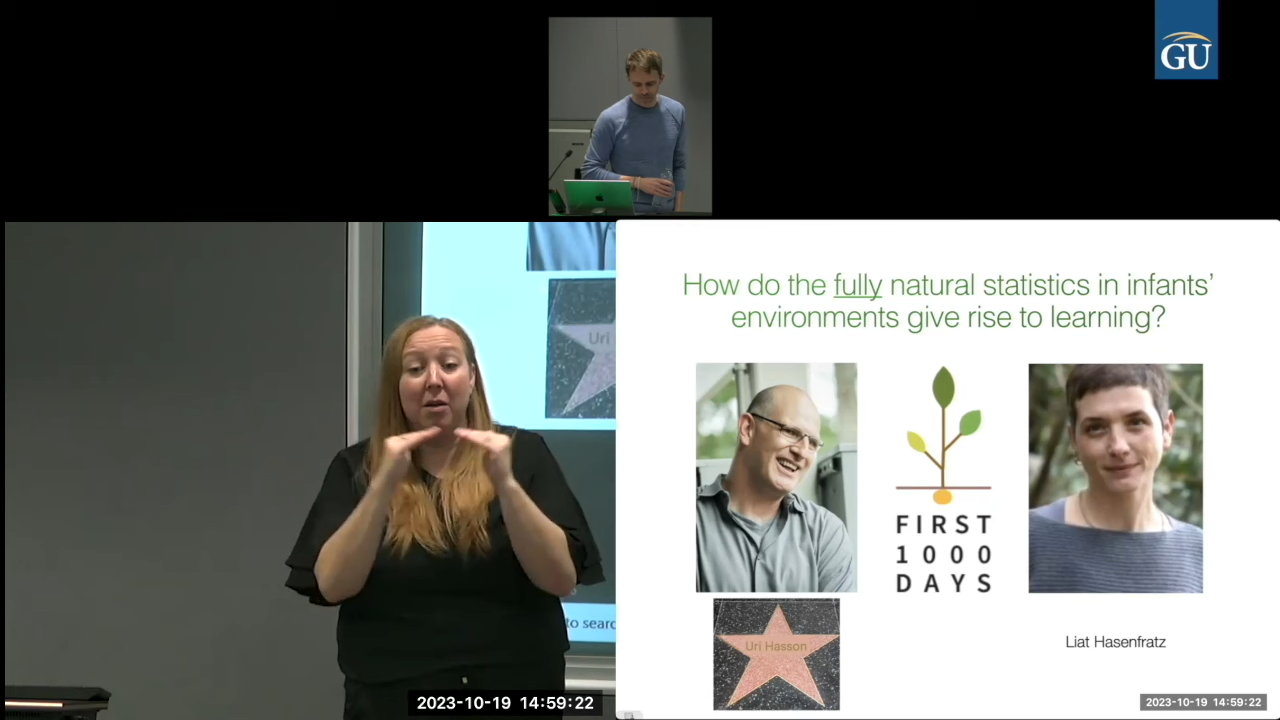 GU
How do the fully natural statistics in infants'
environments give rise to learning?
Uri
FIRST
1000
DAYS
Uri Hasson
Liat Hasenfratz
to searc
2023-10-19 14:59:22
2023-10-19 14:59:22